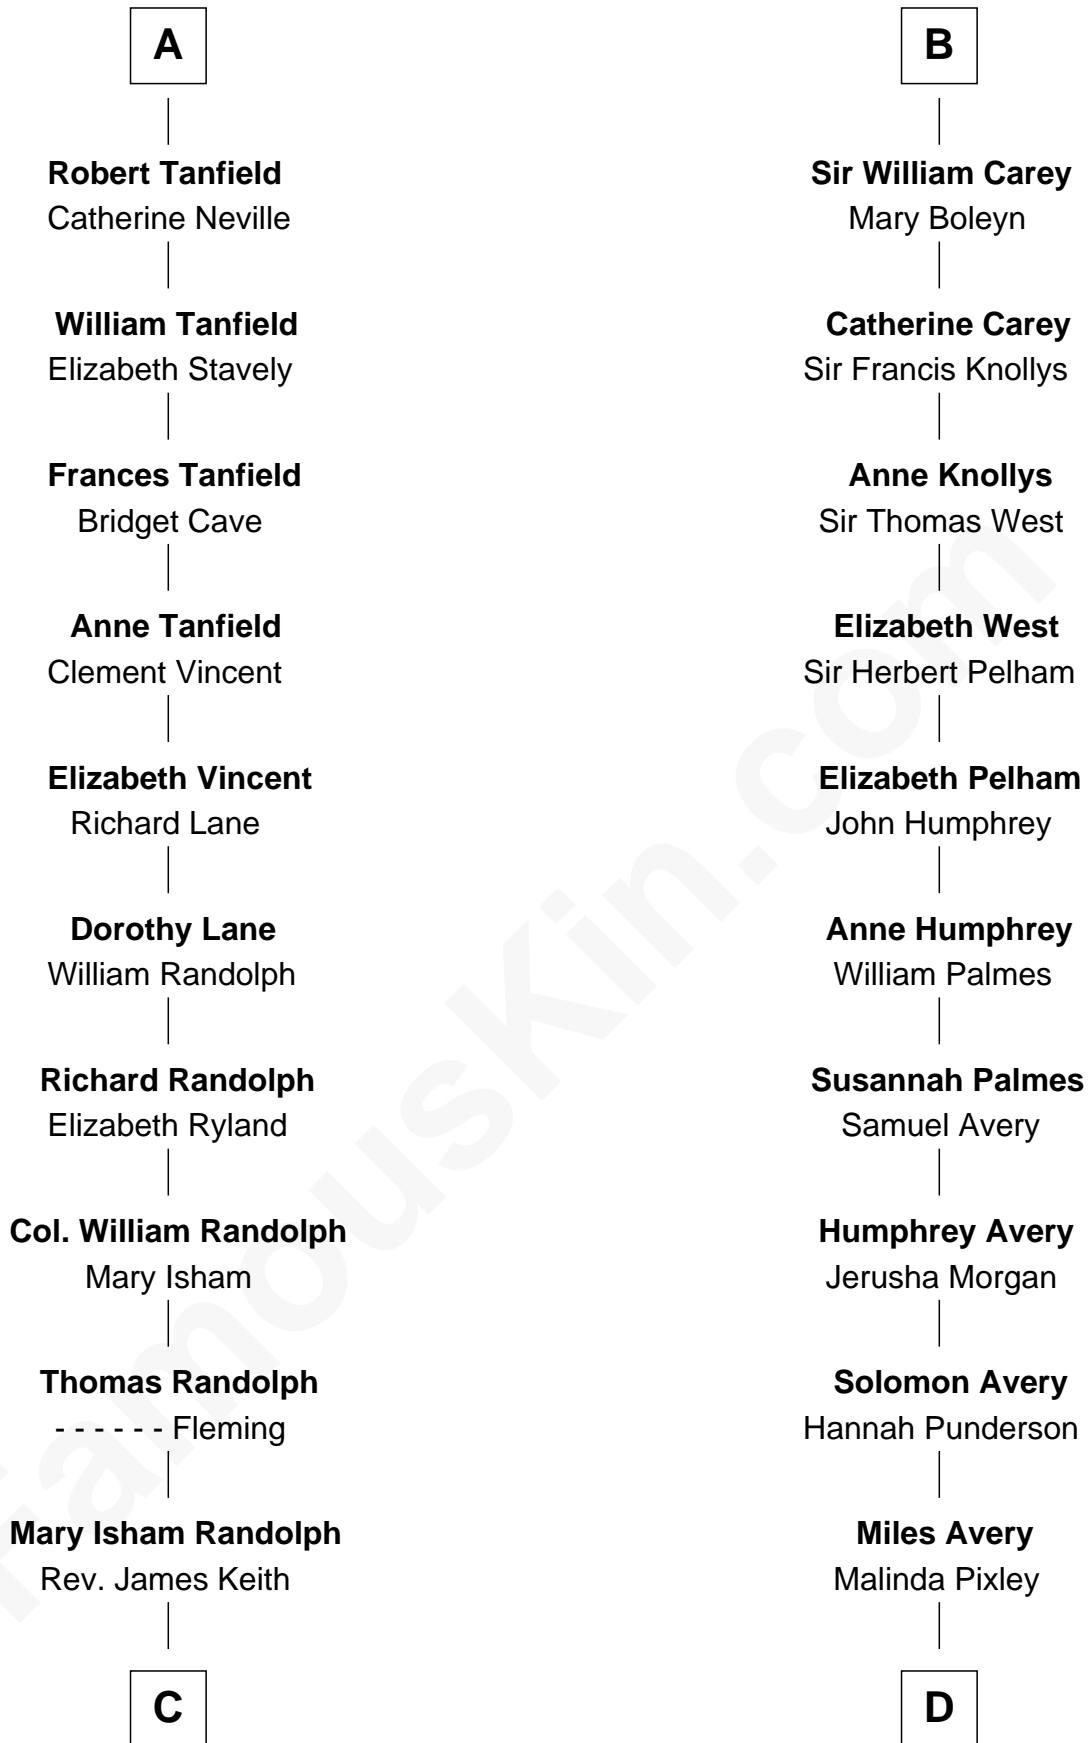 A
Robert Tanfield
Catherine Neville
William Tanfield
Elizabeth Stavely
Frances Tanfield
Bridget Cave
Anne Tanfield
Clement Vincent
Elizabeth Vincent
Richard Lane
Dorothy Lane
William Randolph
Richard Randolph
Elizabeth Ryland
Col. William Randolph
Mary Isham
Thomas Randolph
- - - - - - Fleming
Mary Isham Randolph
Rev. James Keith
C
B
Sir William Carey
Mary Boleyn
Catherine Carey
Sir Francis Knollys
Anne Knollys
Sir Thomas West
Elizabeth West
Sir Herbert Pelham
Elizabeth Pelham
John Humphrey
Anne Humphrey
William Palmes
Susannah Palmes
Samuel Avery
Humphrey Avery
Jerusha Morgan
Solomon Avery
Hannah Punderson
Miles Avery
Malinda Pixley
D
FamousKin.com